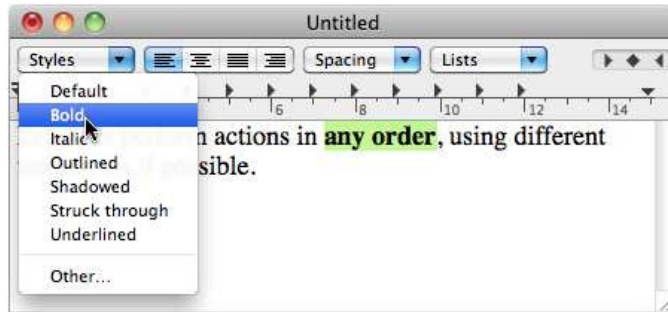 Untitled
Styles Spacing Lists
6 8 10 12 14
Default
Bold
Italic
Outlined
Shadowed
Struck through
Underlined
Other...
actions in any order, using different
sible.